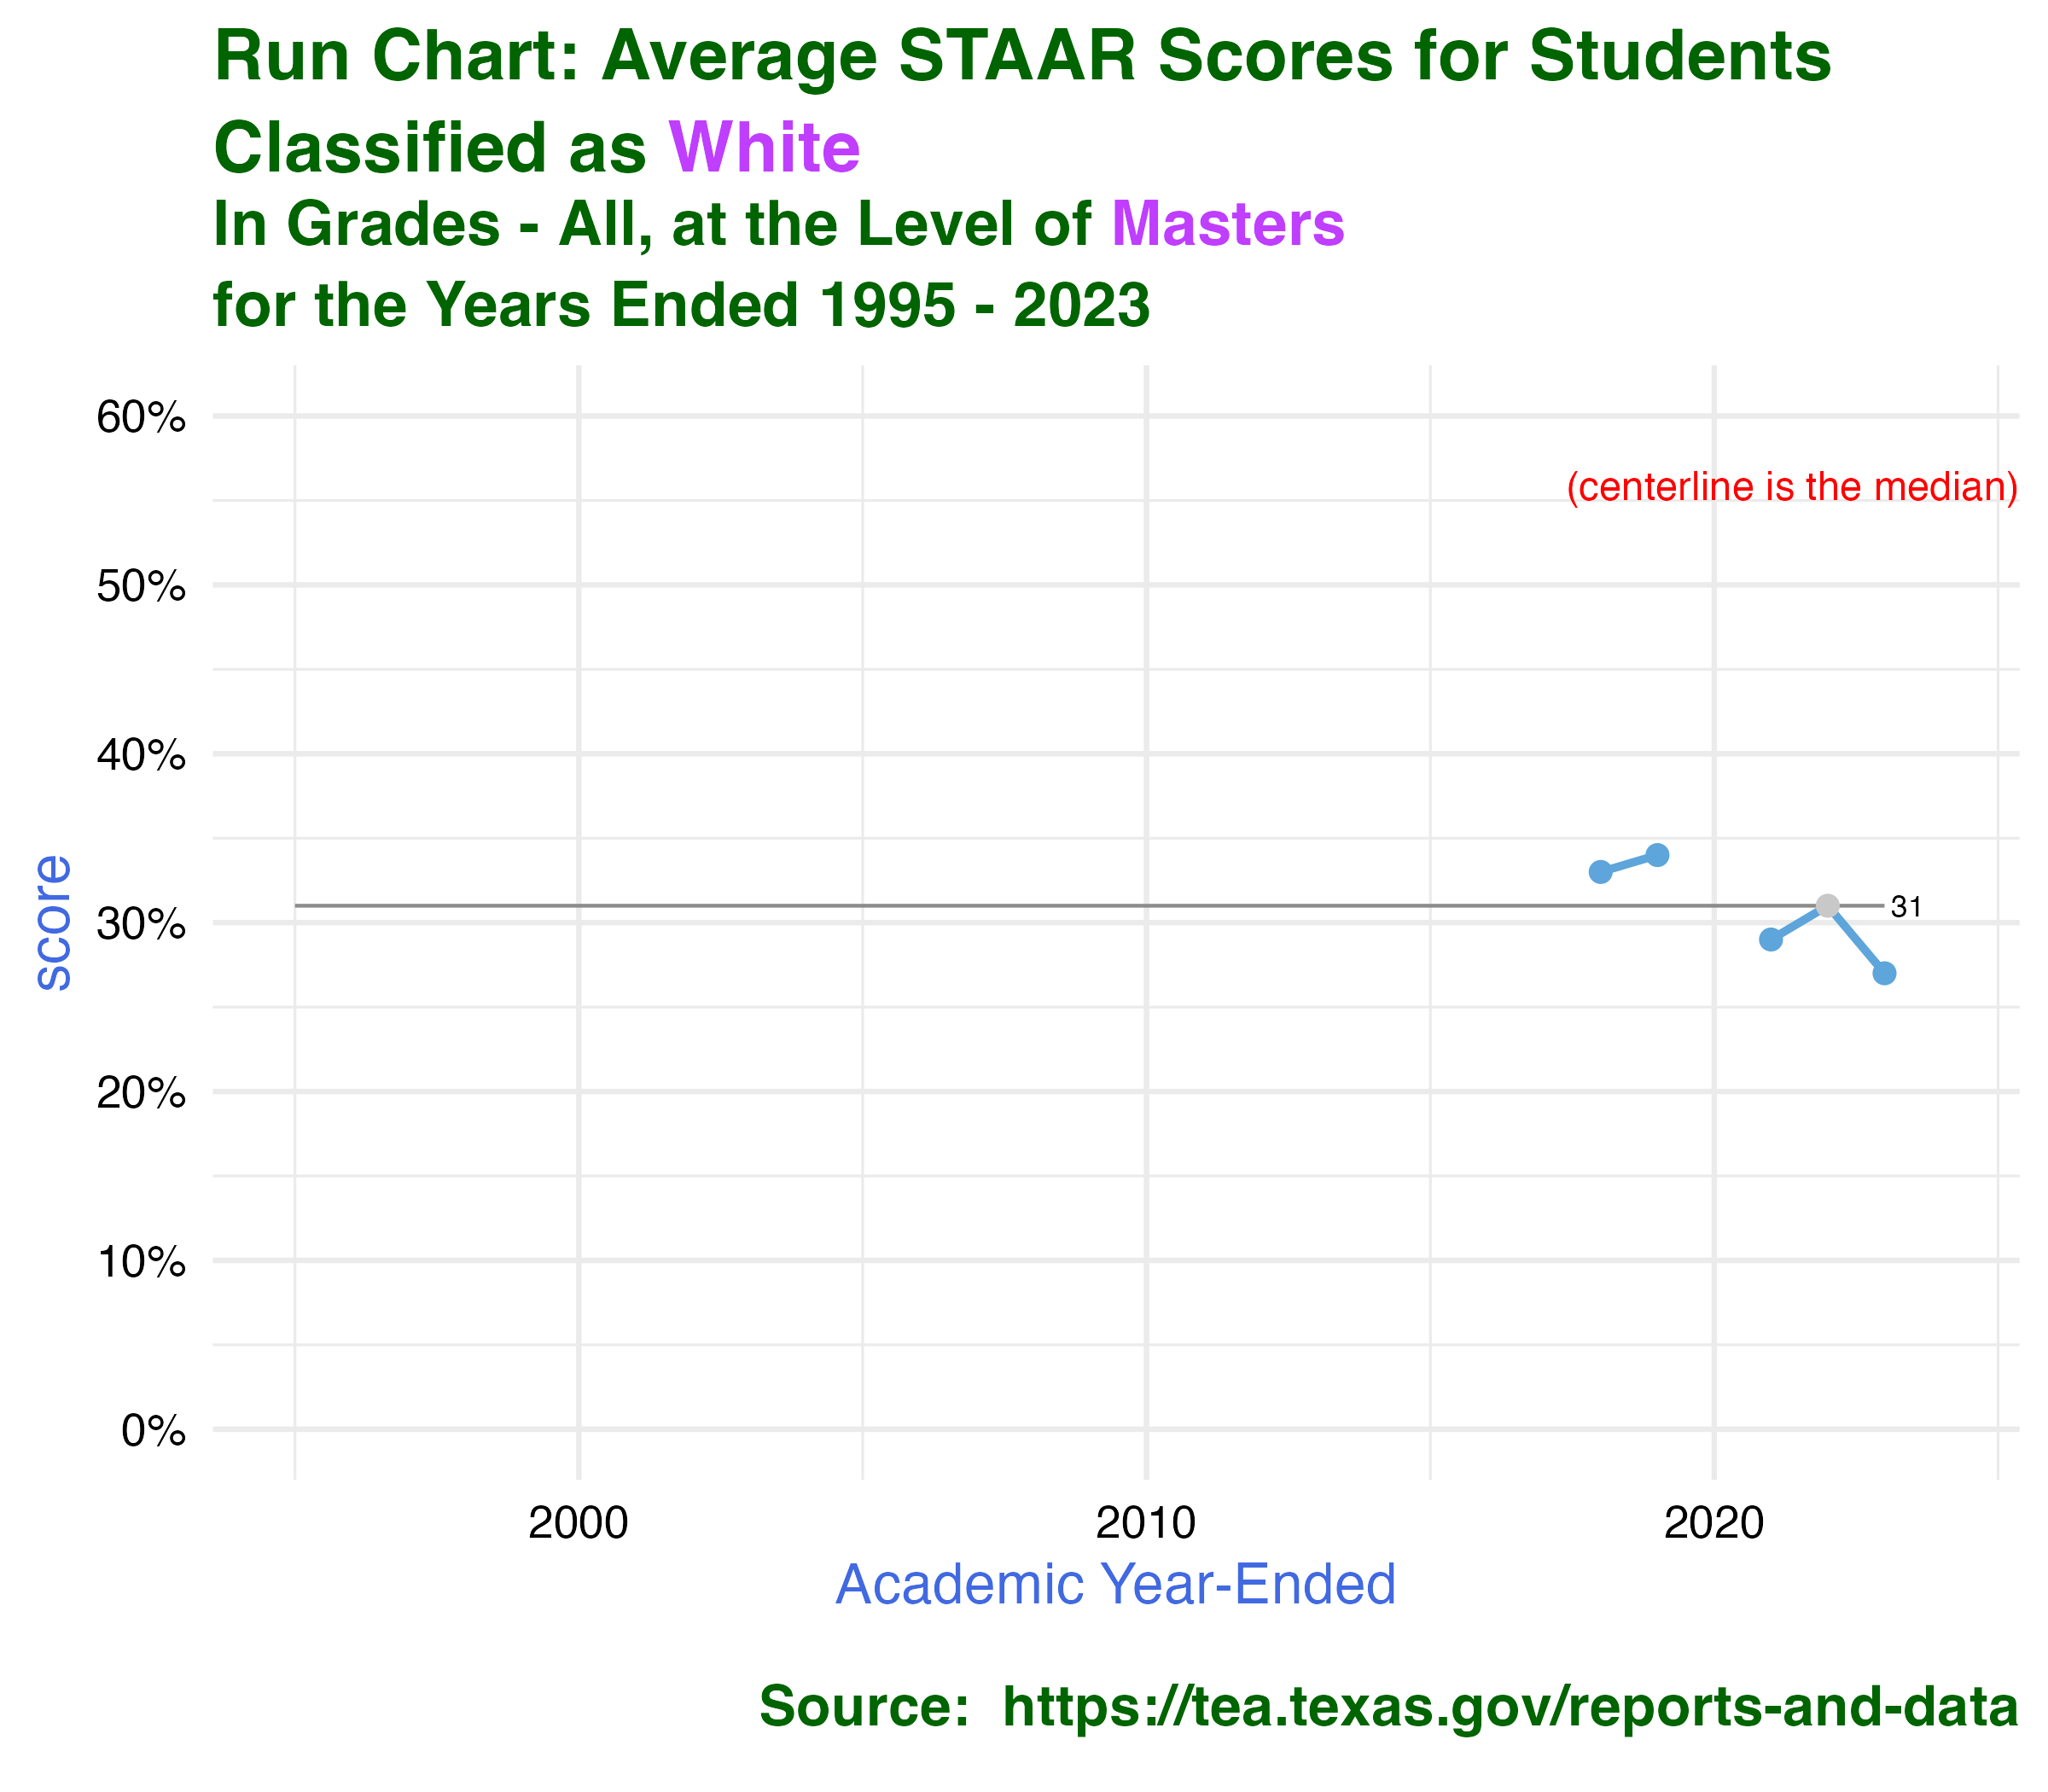 Run Chart: Average STAAR Scores for Students
Classified as White
In Grades - All, at the Level of Masters
for the Years Ended 1995 - 2023
60%
(centerline is the median)
50%
40%
score
30%
31
20%
10%
0%
2000 2010 2020
Academic Year-Ended
Source:  https://tea.texas.gov/reports-and-data